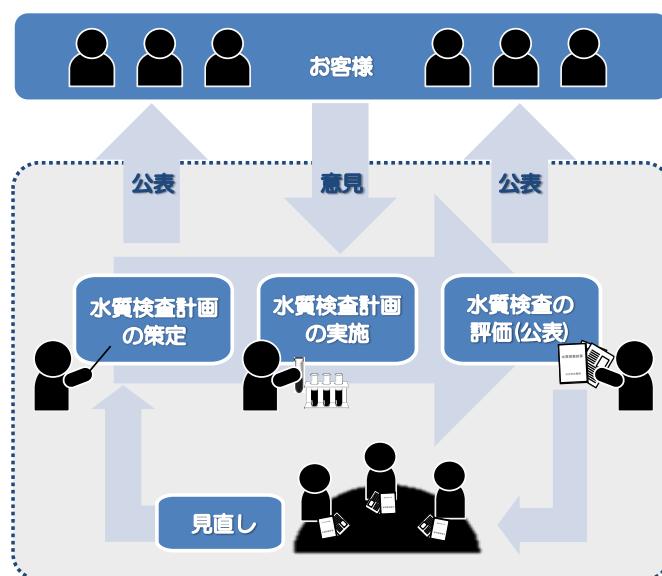 お客様
公表
意見
公表
水質検査計画
の策定
水質検査計画
の実施
水質検査の
評価(公表)
見直し